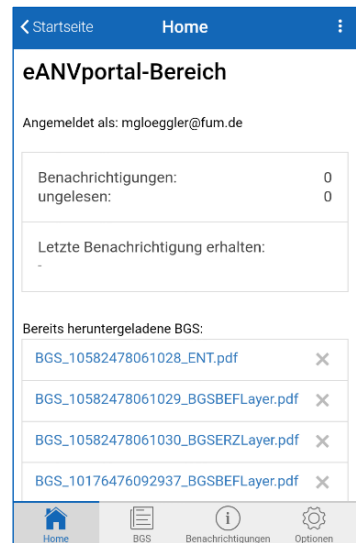 Startseite Home
eANVportal-Bereich
Angemeldet als: mgloeggler@fum.de
Benachrichtigungen: 0
ungelesen: 0
Letzte Benachrichtigung erhalten:
-
Bereits heruntergeladene BGS:
BGS_10582478061028_ENT.pdf
BGS_10582478061029_BGSBEFLayer.pdf
BGS_10582478061030_BGSERZLayer.pdf
BGS_10176476092937_BGSBEFLayer.pdf
Home BGS Benachrichtigungen Optionen